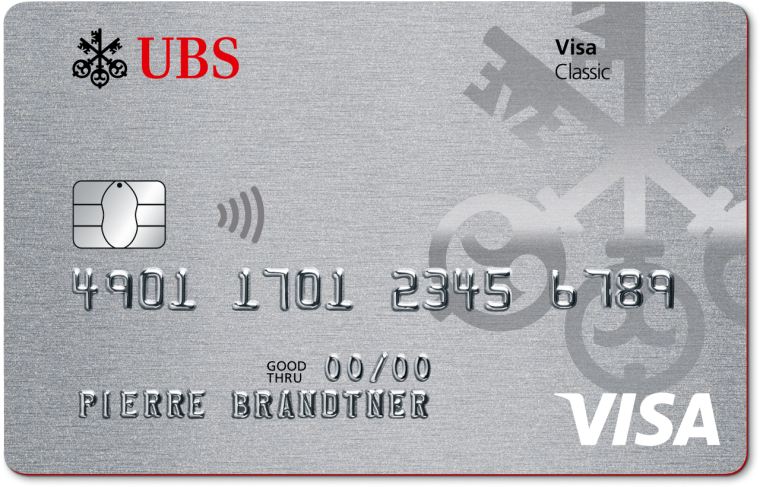 UBS
Visa
Classic
4901 1701 2345 6789
GOOD THRU 00/00
PIERRE BRANDTNER
VISA